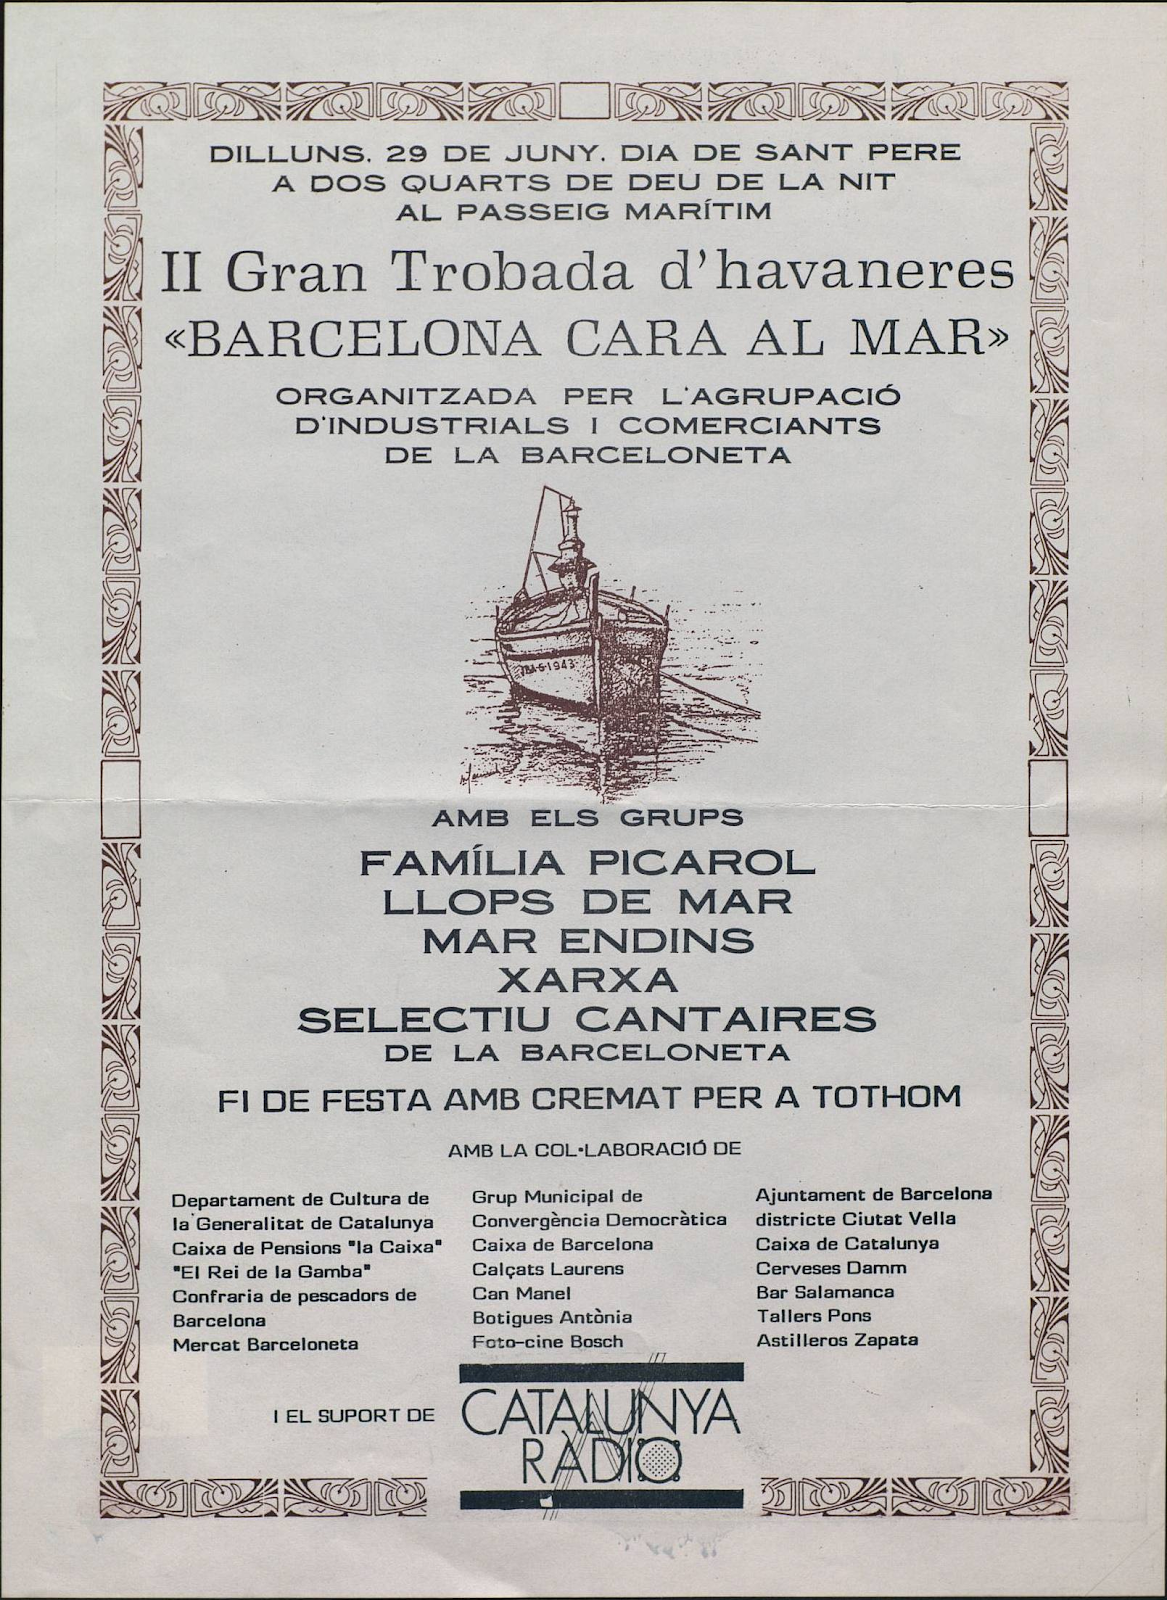 DILLUNS. 29 DE JUNY. DIA DE SANT PERE
A DOS QUARTS DE DEU DE LA NIT
AL PASSEIG MARÍTIM
II Gran Trobada d'havaneres
«BARCELONA CARA AL MAR»
ORGANITZADA PER L'AGRUPACIÓ
D'INDUSTRIALS I COMERCIANTS
DE LA BARCELONETA
AMB ELS GRUPS
FAMÍLIA PICAROL
LLOPS DE MAR
MAR ENDINS
XARXA
SELECTIU CANTAIRES
DE LA BARCELONETA
FI DE FESTA AMB CREMAT PER A TOTHOM
AMB LA COL·LABORACIÓ DE
Departament de Cultura de
la Generalitat de Catalunya
Caixa de Pensions "la Caixa"
"El Rei de la Gamba"
Confraria de pescadors de
Barcelona
Mercat Barceloneta
Grup Municipal de
Convergència Democràtica
Caixa de Barcelona
Calçats Laurens
Can Manel
Botigues Antònia
Foto-cine Bosch
Ajuntament de Barcelona
districte Ciutat Vella
Caixa de Catalunya
Cerveses Damm
Bar Salamanca
Tallers Pons
Astilleros Zapata
I EL SUPORT DE
CATALUNYA
RÀDIO